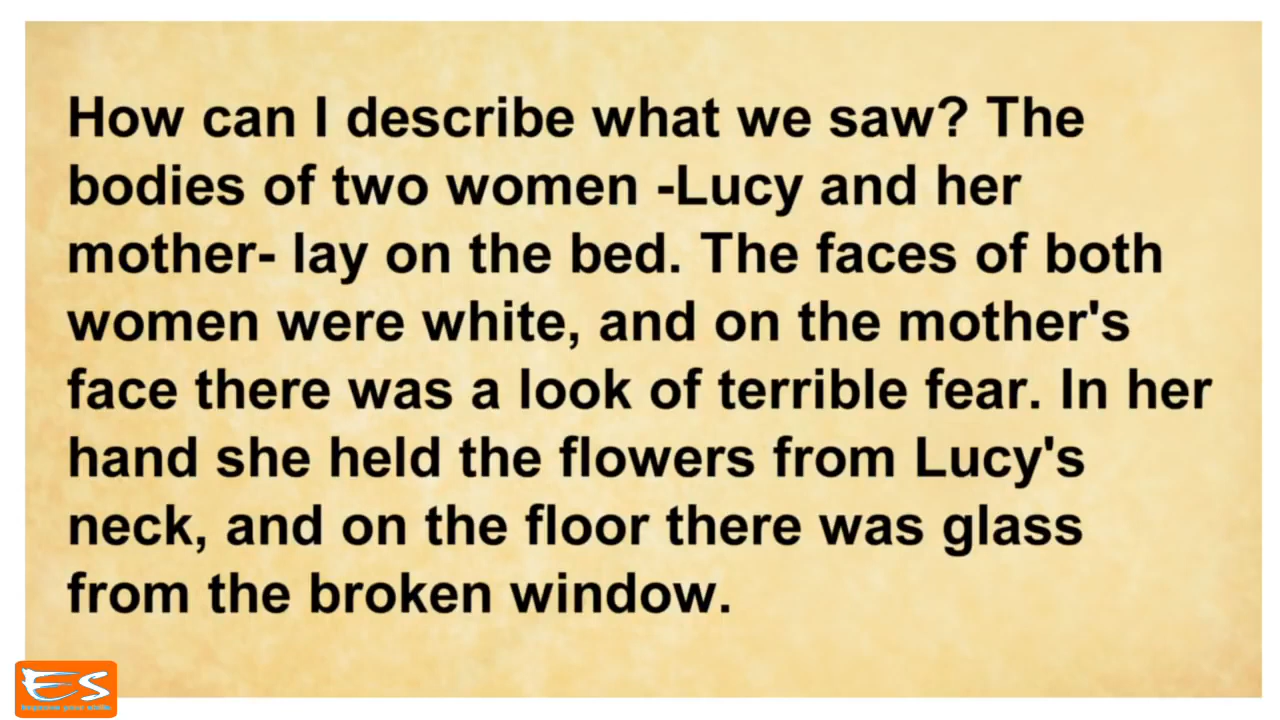 How can I describe what we saw? The
bodies of two women -Lucy and her
mother- lay on the bed. The faces of both
women were white, and on the mother's
face there was a look of terrible fear. In her
hand she held the flowers from Lucy's
neck, and on the floor there was glass
from the broken window.
ES